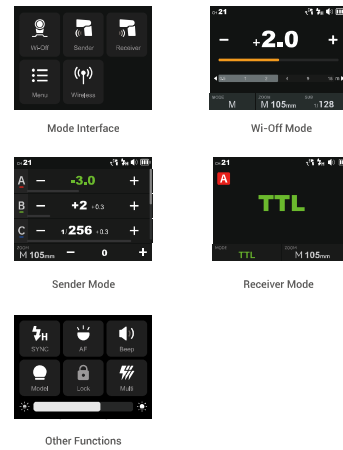 Wi-Off Sender Receiver
Menu Wireless
Mode Interface
CH 21
− +2.0 +
MODE ZOOM
M M 105mm 1/128
Wi-Off Mode
CH 21
A − -3.0 +
B − +2 +0.3 +
C − 1/256 +0.3 +
ZOOM
M 105mm − 0 +
Sender Mode
CH 21
A
TTL
MODE ZOOM
TTL M 105mm
Receiver Mode
H
SYNC AF Beep
Model Lock Multi
Other Functions